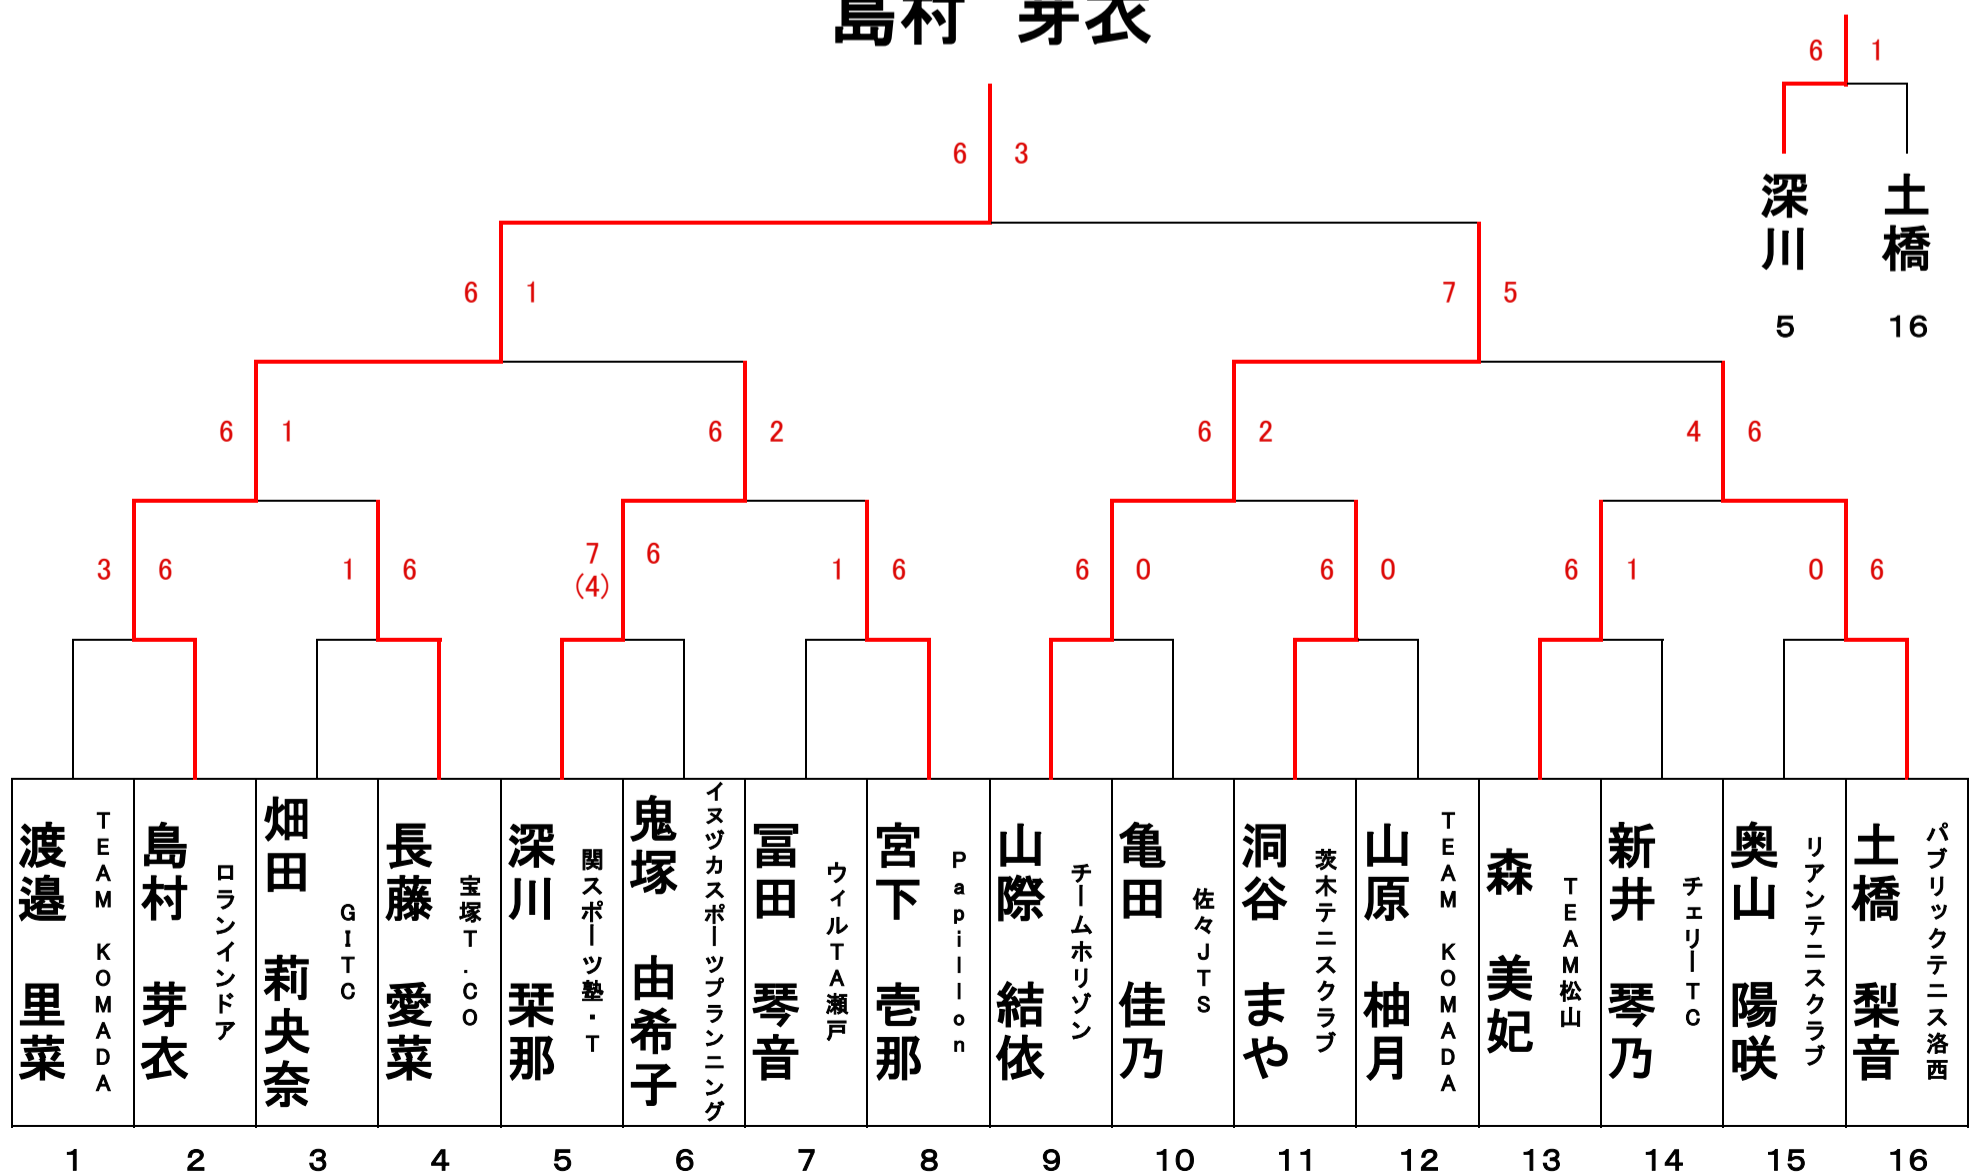 島村 芽衣
6 1
6 3
深川 土橋
5 16
6 1
7 5
6 1
6 2
6 2
4 6
3 6
1 6
7(4) 6
1 6
6 0
6 0
6 1
0 6
渡邉 里菜 TEAM KOMADA
島村 芽衣 ロランインドア
畑田 莉央奈 GITC
長藤 愛菜 宝塚T.CO
深川 栞那 関スポーツ塾・T
鬼塚 由希子 イヌヅカスポーツプランニング
冨田 琴音 ウィルTA瀬戸
宮下 壱那 Papillon
山際 結依 チームホリゾン
亀田 佳乃 佐々JTS
洞谷 まや 茨木テニスクラブ
山原 柚月 TEAM KOMADA
森 美妃 TEAM松山
新井 琴乃 チェリーTC
奥山 陽咲 リアンテニスクラブ
土橋 梨音 パブリックテニス洛西
1 2 3 4 5 6 7 8 9 10 11 12 13 14 15 16